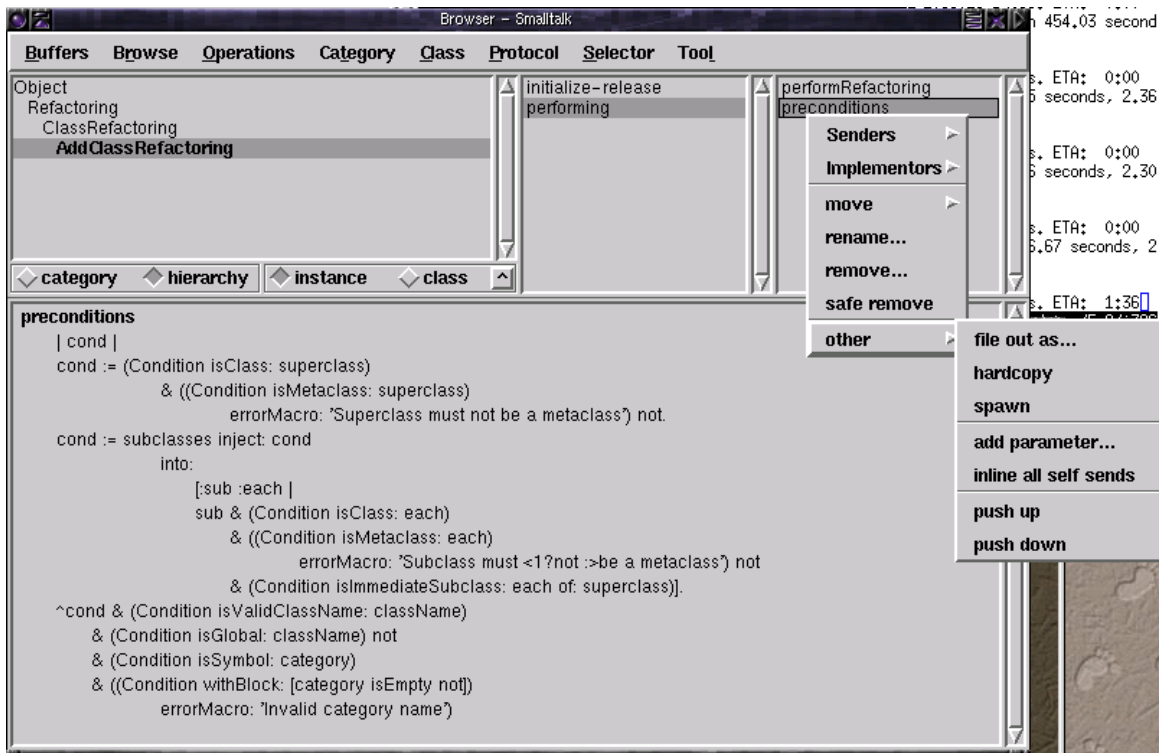 Browser – Smalltalk
Buffers Browse Operations Category Class Protocol Selector Tool
Object
Refactoring
ClassRefactoring
AddClassRefactoring
category hierarchy instance class
initialize-release
performing
performRefactoring
preconditions
Senders
Implementors
move
rename...
remove...
safe remove
other
file out as...
hardcopy
spawn
add parameter...
inline all self sends
push up
push down
preconditions
| cond |
cond := (Condition isClass: superclass)
& ((Condition isMetaclass: superclass)
errorMacro: 'Superclass must not be a metaclass') not.
cond := subclasses inject: cond
into:
[:sub :each |
sub & (Condition isClass: each)
& ((Condition isMetaclass: each)
errorMacro: 'Subclass must <1?not :>be a metaclass') not
& (Condition isImmediateSubclass: each of: superclass)].
^cond & (Condition isValidClassName: className)
& (Condition isGlobal: className) not
& (Condition isSymbol: category)
& ((Condition withBlock: [category isEmpty not])
errorMacro: 'Invalid category name')
454.03 second
s. ETA: 0:00
seconds, 2.36
s. ETA: 0:00
seconds, 2.30
s. ETA: 0:00
6.67 seconds, 2
s. ETA: 1:36